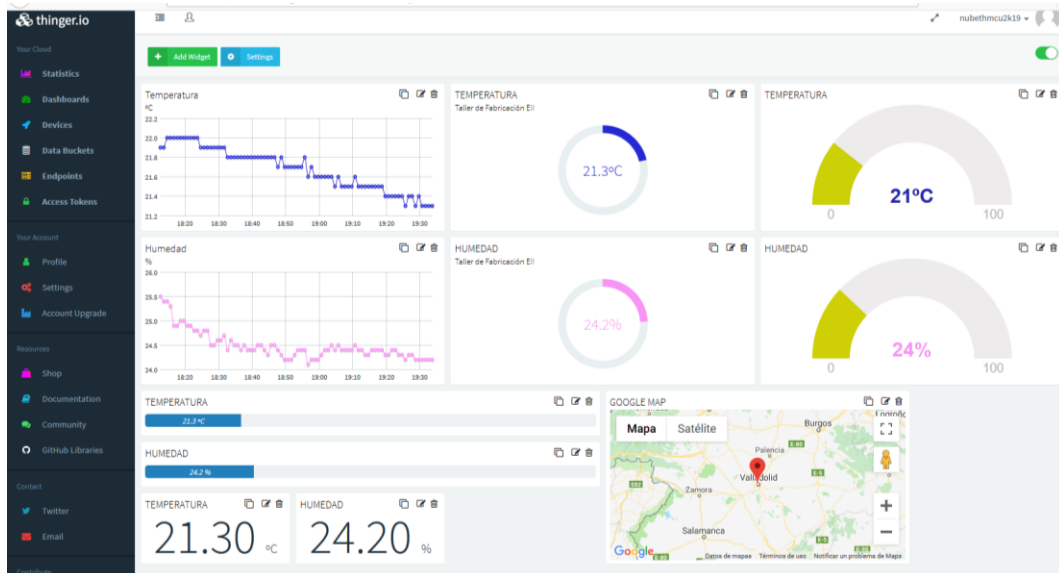 thinger.io
nubethmcu2k19
Your Cloud
Statistics
Dashboards
Devices
Data Buckets
Endpoints
Access Tokens
Your Account
Profile
Settings
Account Upgrade
Resources
Shop
Documentation
Community
GitHub Libraries
Contact
Twitter
Email
Contribute
Add Widget
Settings
Temperatura
ºC
22.2
22.0
21.8
21.6
21.4
21.2
18:20 18:30 18:40 18:50 19:00 19:10 19:20 19:30
TEMPERATURA
Taller de Fabricación EII
21.3ºC
TEMPERATURA
21ºC
0 100
Humedad
%
26.0
25.5
25.0
24.5
24.0
18:20 18:30 18:40 18:50 19:00 19:10 19:20 19:30
HUMEDAD
Taller de Fabricación EII
24.2%
HUMEDAD
24%
0 100
TEMPERATURA
21.3 ºC
HUMEDAD
24.2 %
TEMPERATURA
21.30 ºC
HUMEDAD
24.20 %
GOOGLE MAP
Mapa Satélite
Burgos
Palencia
E-80
Valladolid
E-5
E82
Zamora
Salamanca
E-5
Google
E-80
Datos de mapas Términos de uso Notificar un problema de Maps